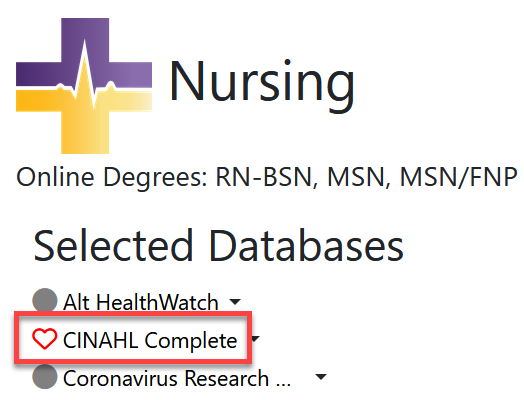 Nursing
Online Degrees: RN-BSN, MSN, MSN/FNP
Selected Databases
Alt HealthWatch
CINAHL Complete
Coronavirus Research ...